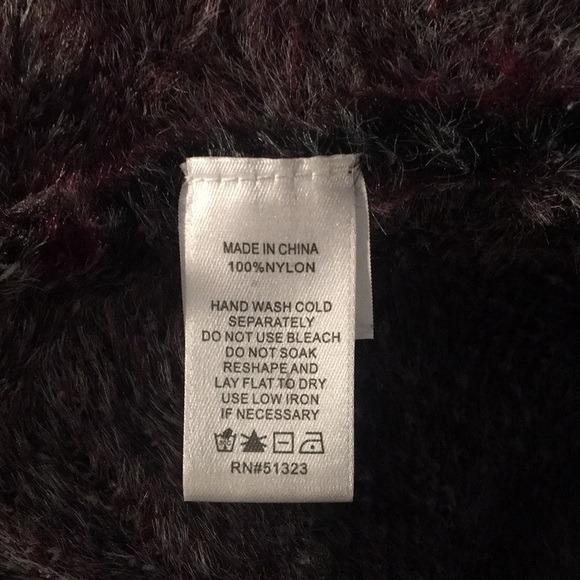 MADE IN CHINA
100%NYLON
HAND WASH COLD
SEPARATELY
DO NOT USE BLEACH
DO NOT SOAK
RESHAPE AND
LAY FLAT TO DRY
USE LOW IRON
IF NECESSARY
RN#51323